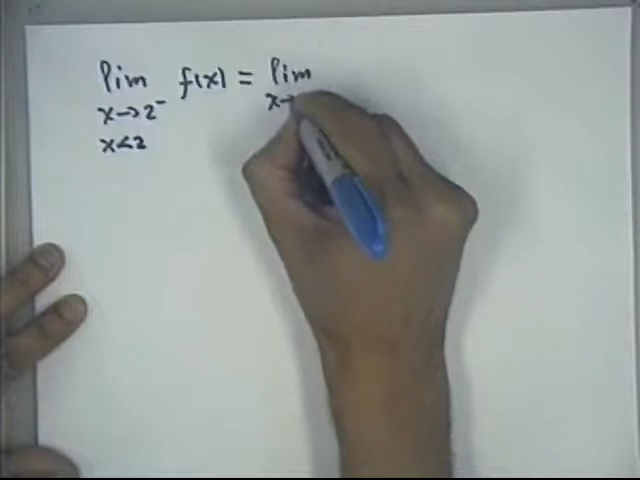 lim f(x) = lim
x→2⁻ x→
x<2